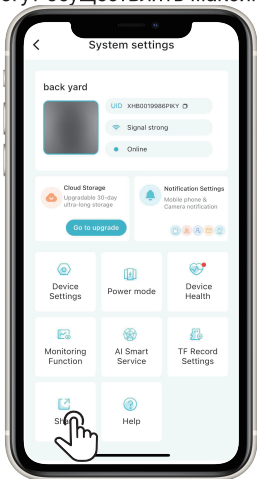 System settings
back yard
UID XHB0019986PIKY
Signal strong
Online
Cloud Storage
Upgradable 30-day
ultra-long storage
Go to upgrade
Notification Settings
Mobile phone &
Camera notification
Device
Settings
Power mode
Device
Health
Monitoring
Function
AI Smart
Service
TF Record
Settings
Help